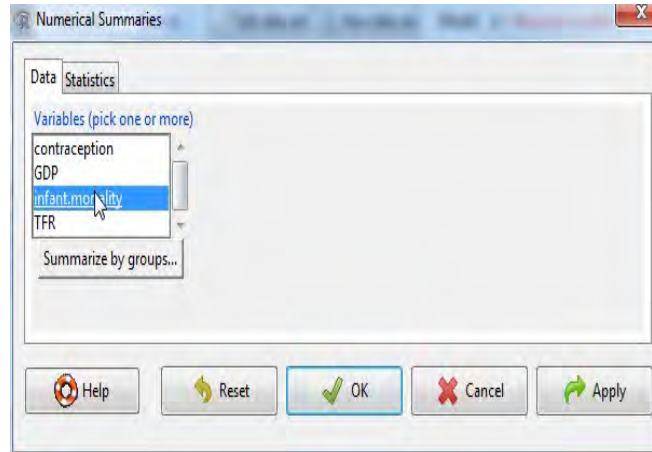 Numerical Summaries
Data Statistics
Variables (pick one or more)
contraception
GDP
infant.mortality
TFR
Summarize by groups...
Help Reset OK Cancel Apply